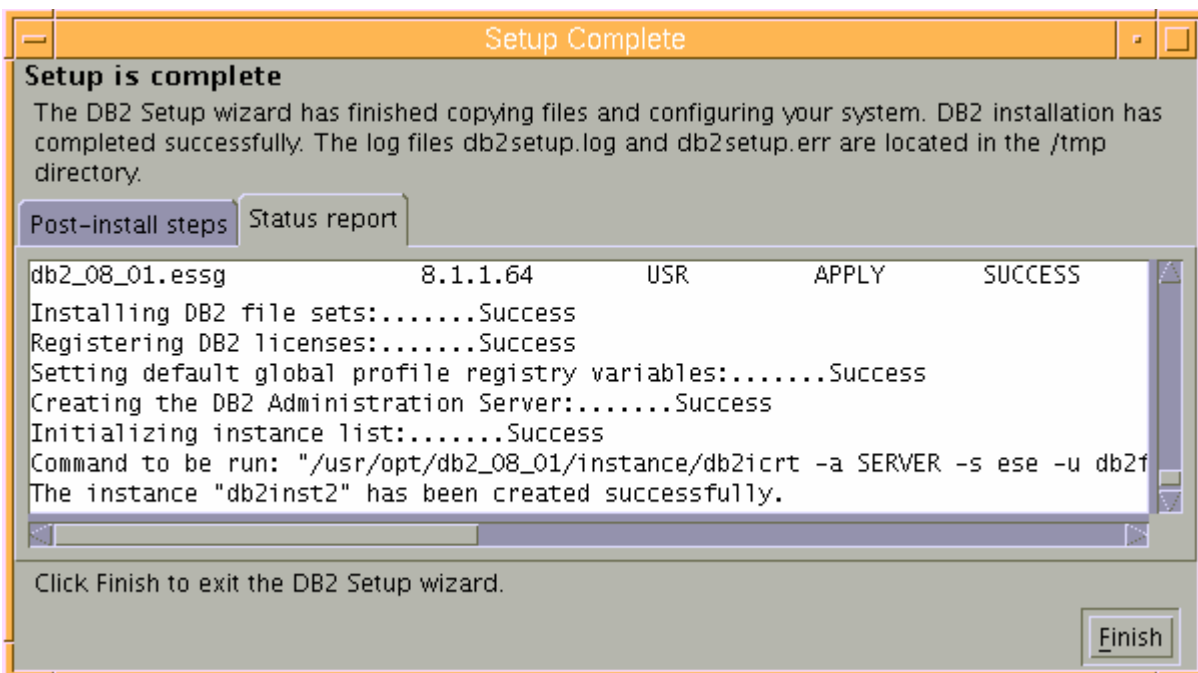 Setup Complete
Setup is complete
The DB2 Setup wizard has finished copying files and configuring your system. DB2 installation has
completed successfully. The log files db2setup.log and db2setup.err are located in the /tmp
directory.
Post-install steps Status report
db2_08_01.essg 8.1.1.64 USR APPLY SUCCESS
Installing DB2 file sets:.......Success
Registering DB2 licenses:.......Success
Setting default global profile registry variables:.......Success
Creating the DB2 Administration Server:.......Success
Initializing instance list:.......Success
Command to be run: "/usr/opt/db2_08_01/instance/db2icrt -a SERVER -s ese -u db2f
The instance "db2inst2" has been created successfully.
Click Finish to exit the DB2 Setup wizard.
Finish